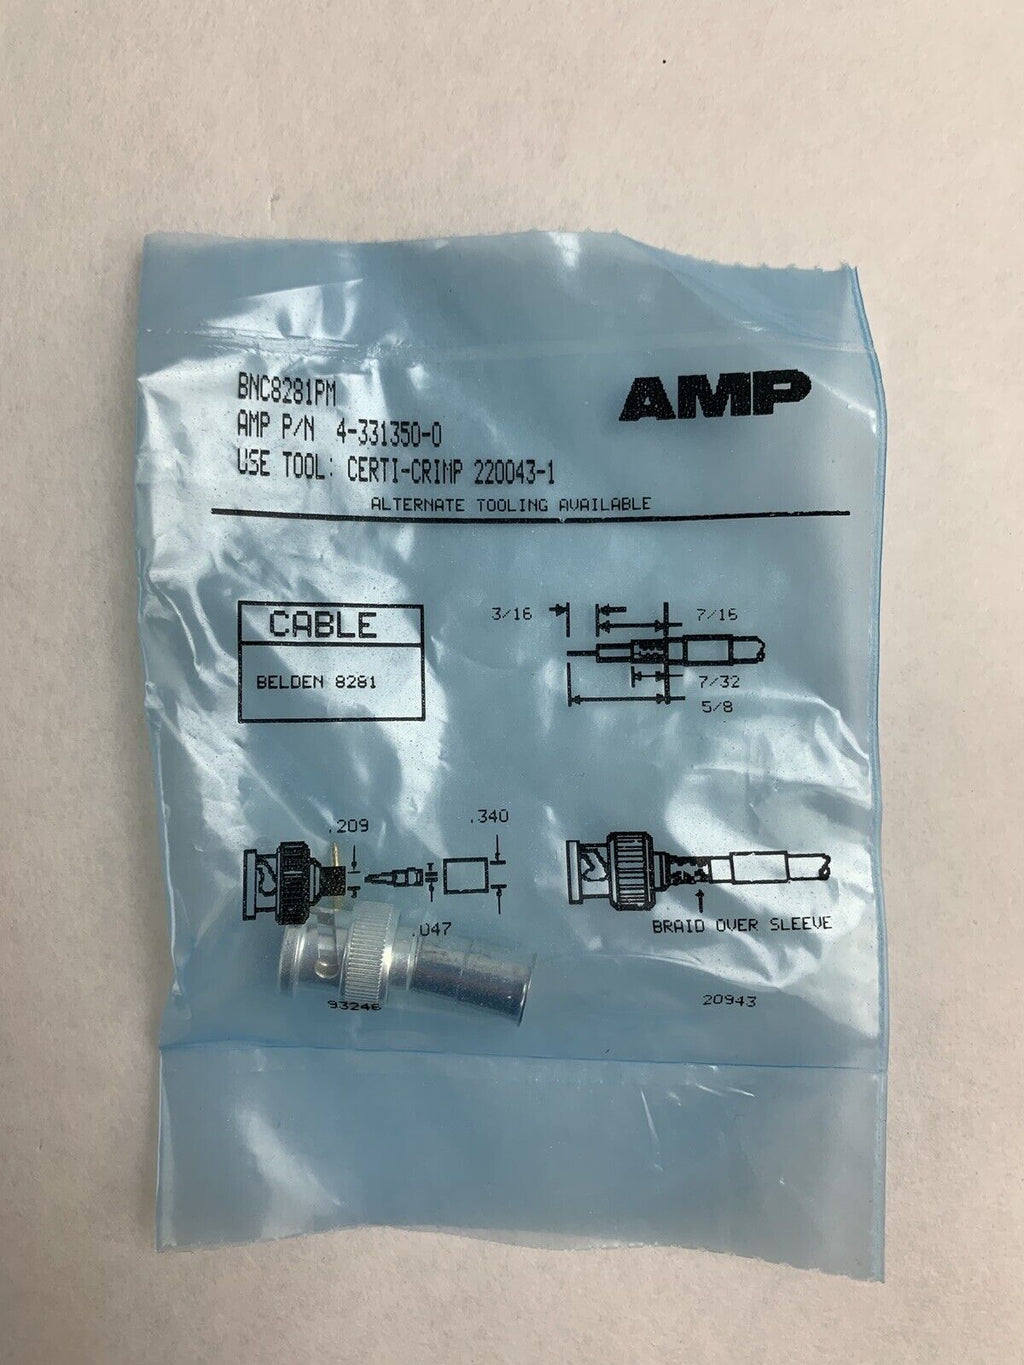 BNC8281PM
AMP
AMP P/N 4-331350-0
USE TOOL: CERTI-CRIMP 220043-1
ALTERNATE TOOLING AVAILABLE
CABLE
BELDEN 8281
3/16
7/16
7/32
5/8
.209
.340
.047
BRAID OVER SLEEVE
93246
20943